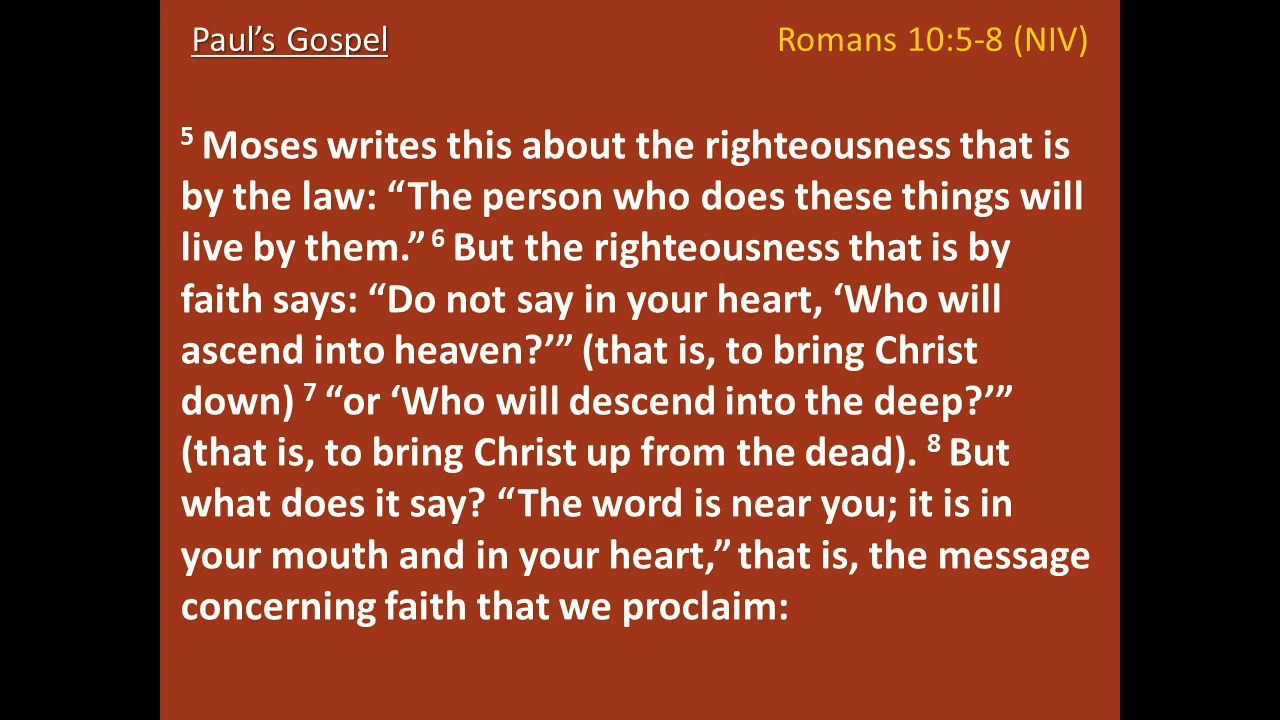 Paul’s Gospel
Romans 10:5-8 (NIV)
5 Moses writes this about the righteousness that is
by the law: “The person who does these things will
live by them.” 6 But the righteousness that is by
faith says: “Do not say in your heart, ‘Who will
ascend into heaven?’” (that is, to bring Christ
down) 7 “or ‘Who will descend into the deep?’”
(that is, to bring Christ up from the dead). 8 But
what does it say? “The word is near you; it is in
your mouth and in your heart,” that is, the message
concerning faith that we proclaim: